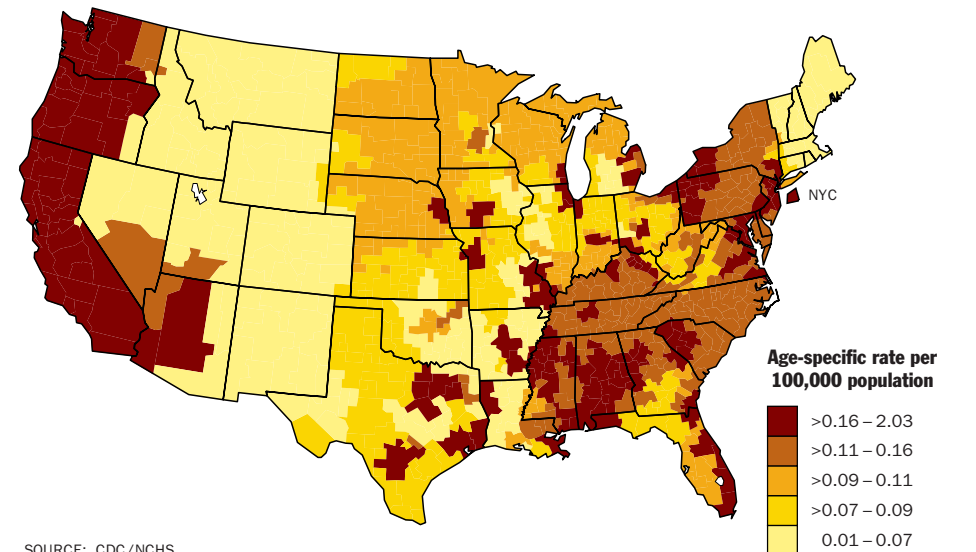 NYC
Age-specific rate per
100,000 population
>0.16 – 2.03
>0.11 – 0.16
>0.09 – 0.11
>0.07 – 0.09
0.01 – 0.07
SOURCE: CDC/NCHS